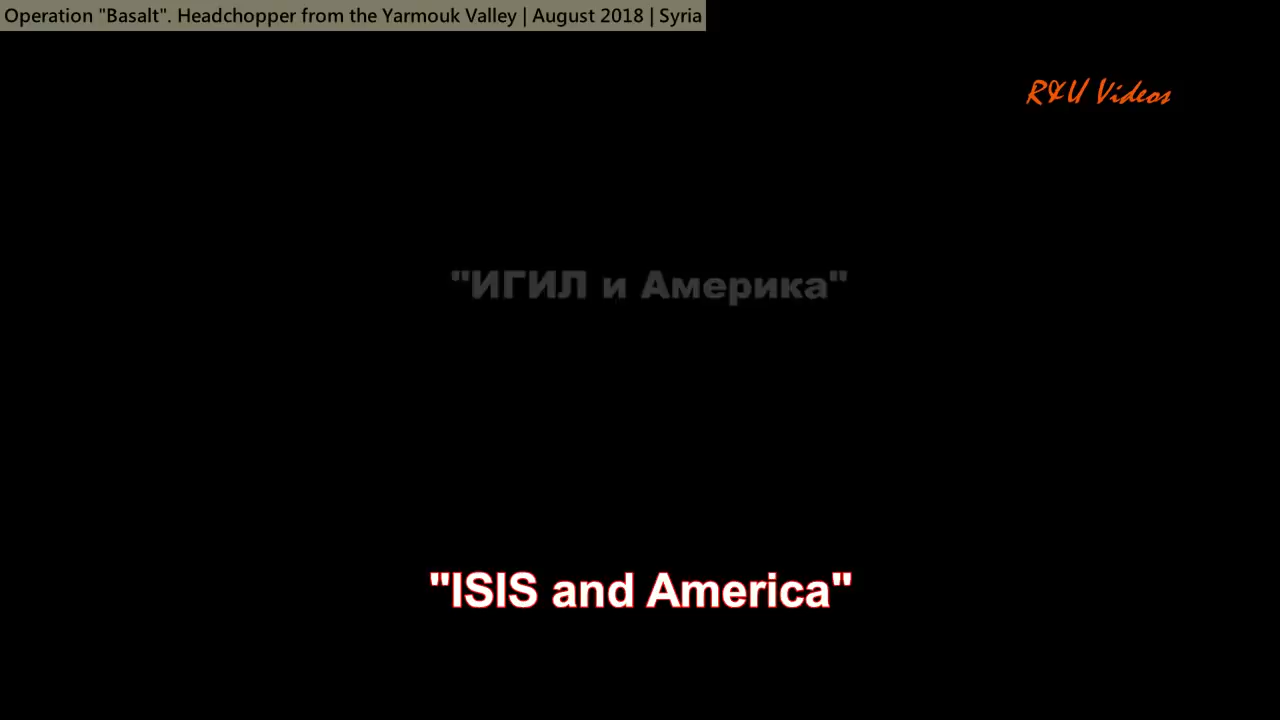 Operation "Basalt". Headchopper from the Yarmouk Valley | August 2018 | Syria
R&U Videos
"ИГИЛ и Америка"
"ISIS and America"